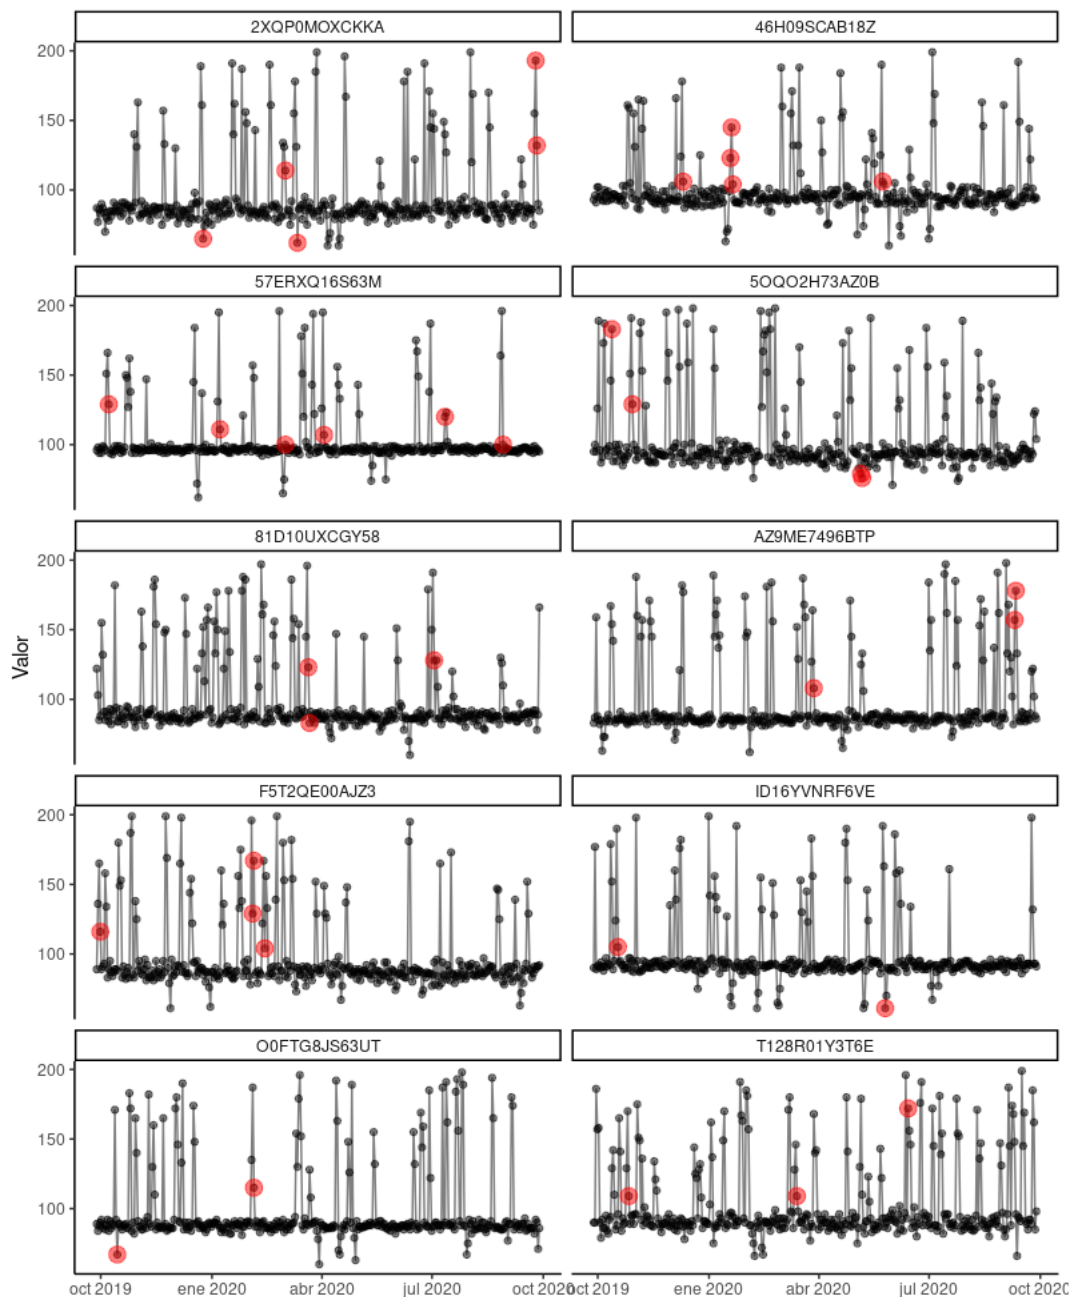 2XQP0MOXCKKA
46H09SCAB18Z
200
150
100
57ERXQ16S63M
5OQO2H73AZ0B
200
150
100
81D10UXCGY58
AZ9ME7496BTP
200
150
100
Valor
F5T2QE00AJZ3
ID16YVNRF6VE
200
150
100
O0FTG8JS63UT
T128R01Y3T6E
200
150
100
oct 2019 ene 2020 abr 2020 jul 2020 oct 2020 oct 2019 ene 2020 abr 2020 jul 2020 oct 2020